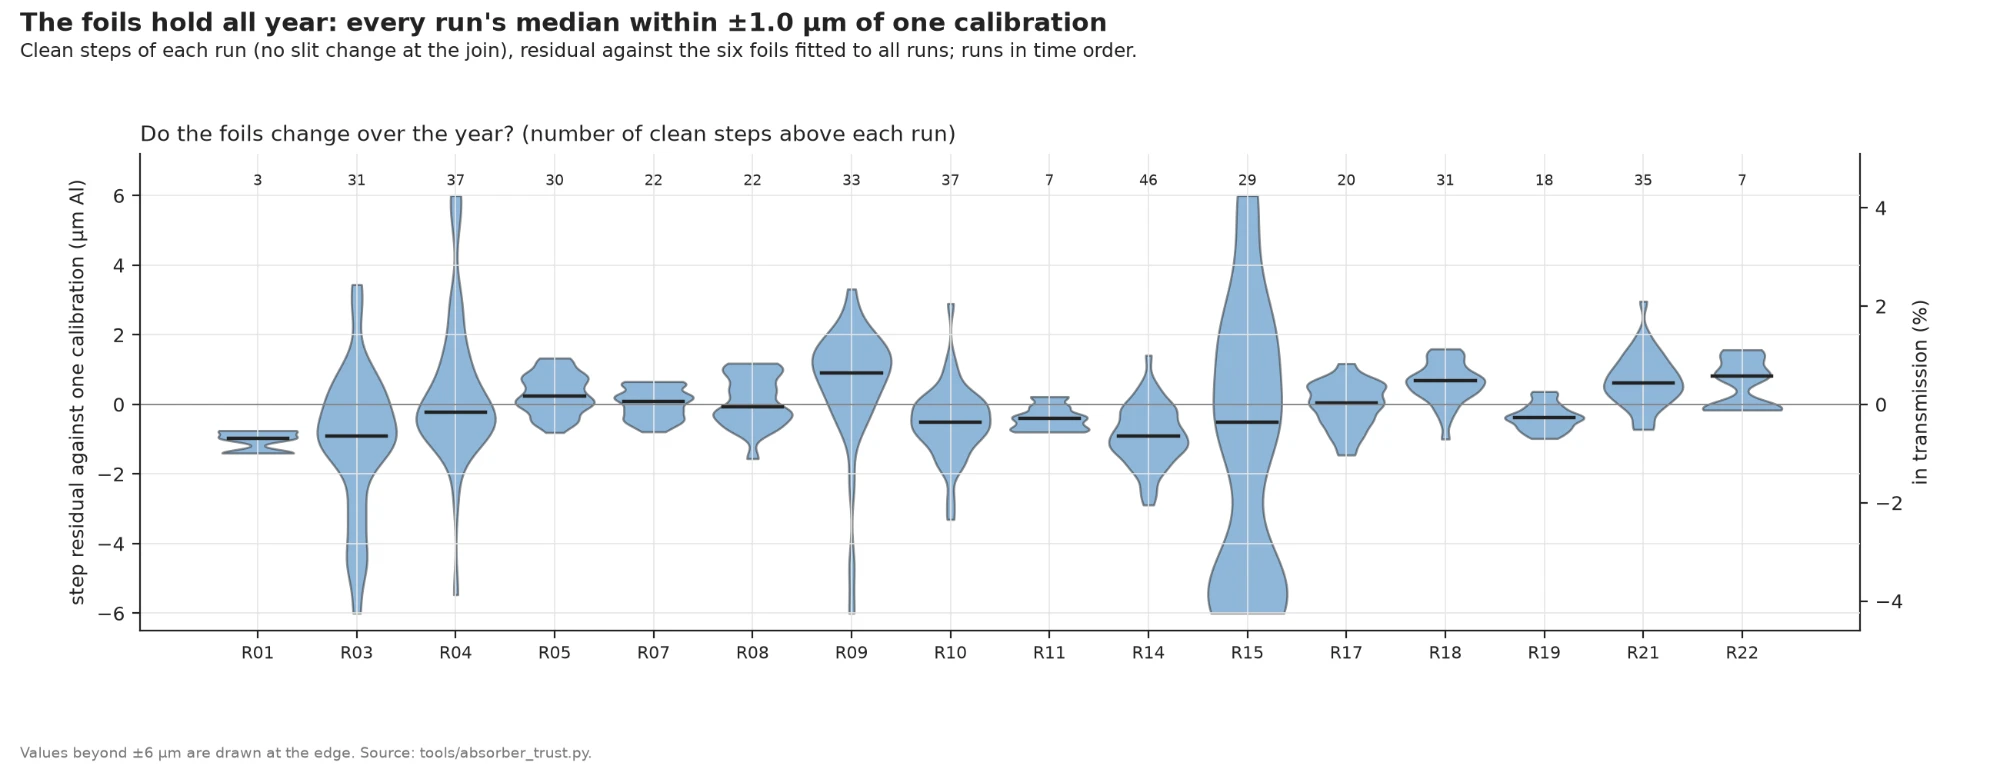 The foils hold all year: every run's median within ±1.0 µm of one calibration
Clean steps of each run (no slit change at the join), residual against the six foils fitted to all runs; runs in time order.
Do the foils change over the year? (number of clean steps above each run)
3 31 37 30 22 22 33 37 7 46 29 20 31 18 35 7
step residual against one calibration (µm Al)
6
4
2
0
−2
−4
−6
in transmission (%)
4
2
0
−2
−4
R01 R03 R04 R05 R07 R08 R09 R10 R11 R14 R15 R17 R18 R19 R21 R22
Values beyond ±6 µm are drawn at the edge. Source: tools/absorber_trust.py.